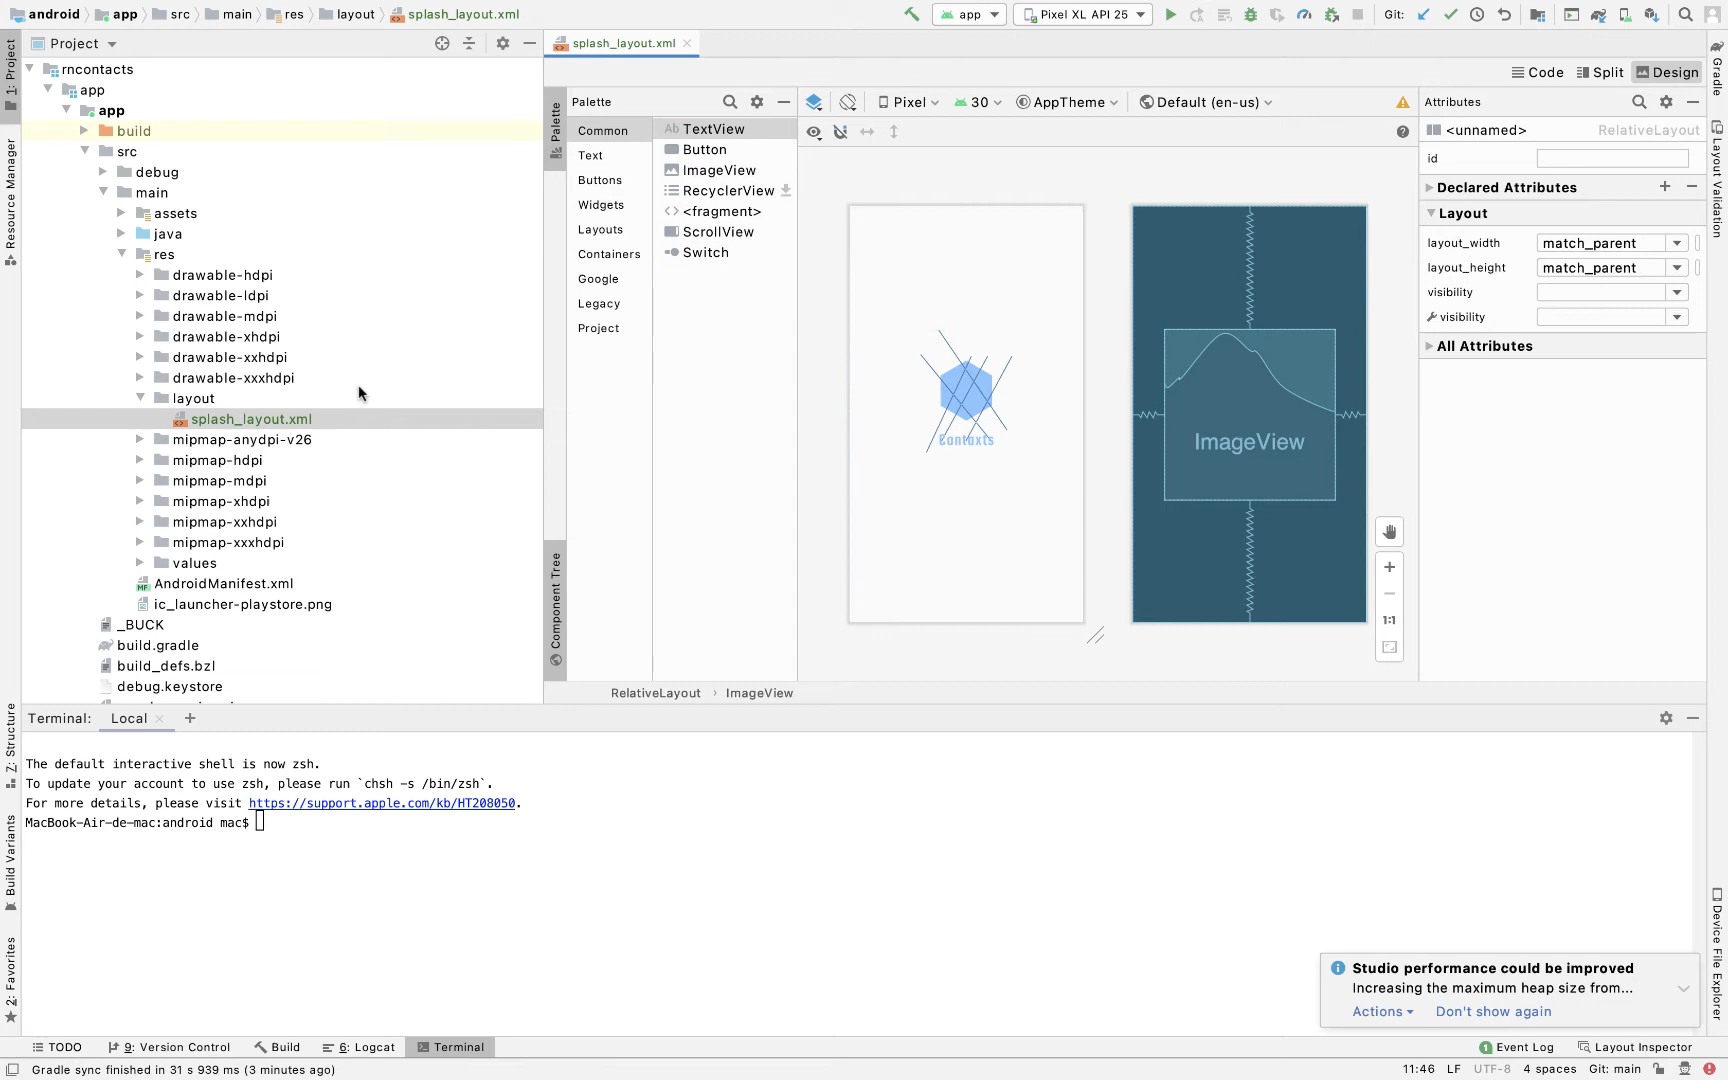 android app src main res layout splash_layout.xml
app Pixel XL API 25 Git:
1: Project
Resource Manager
Z: Structure
Build Variants
2: Favorites
Project
rncontacts
app
app
build
src
debug
main
assets
java
res
drawable-hdpi
drawable-ldpi
drawable-mdpi
drawable-xhdpi
drawable-xxhdpi
drawable-xxxhdpi
layout
splash_layout.xml
mipmap-anydpi-v26
mipmap-hdpi
mipmap-mdpi
mipmap-xhdpi
mipmap-xxhdpi
mipmap-xxxhdpi
values
AndroidManifest.xml
ic_launcher-playstore.png
_BUCK
build.gradle
build_defs.bzl
debug.keystore
splash_layout.xml
Code Split Design
Palette
Component Tree
Palette
Common
Text
Buttons
Widgets
Layouts
Containers
Google
Legacy
Project
Ab TextView
Button
ImageView
RecyclerView
<fragment>
ScrollView
Switch
Pixel 30 AppTheme Default (en-us)
Contaxts
ImageView
1:1
RelativeLayout › ImageView
Attributes
<unnamed> RelativeLayout
id
Declared Attributes
Layout
layout_width match_parent
layout_height match_parent
visibility
visibility
All Attributes
Gradle
Layout Validation
Device File Explorer
Terminal: Local
The default interactive shell is now zsh.
To update your account to use zsh, please run `chsh -s /bin/zsh`.
For more details, please visit https://support.apple.com/kb/HT208050.
MacBook-Air-de-mac:android mac$
Studio performance could be improved
Increasing the maximum heap size from...
Actions Don't show again
TODO 9: Version Control Build 6: Logcat Terminal
1 Event Log Layout Inspector
Gradle sync finished in 31 s 939 ms (3 minutes ago)
11:46 LF UTF-8 4 spaces Git: main